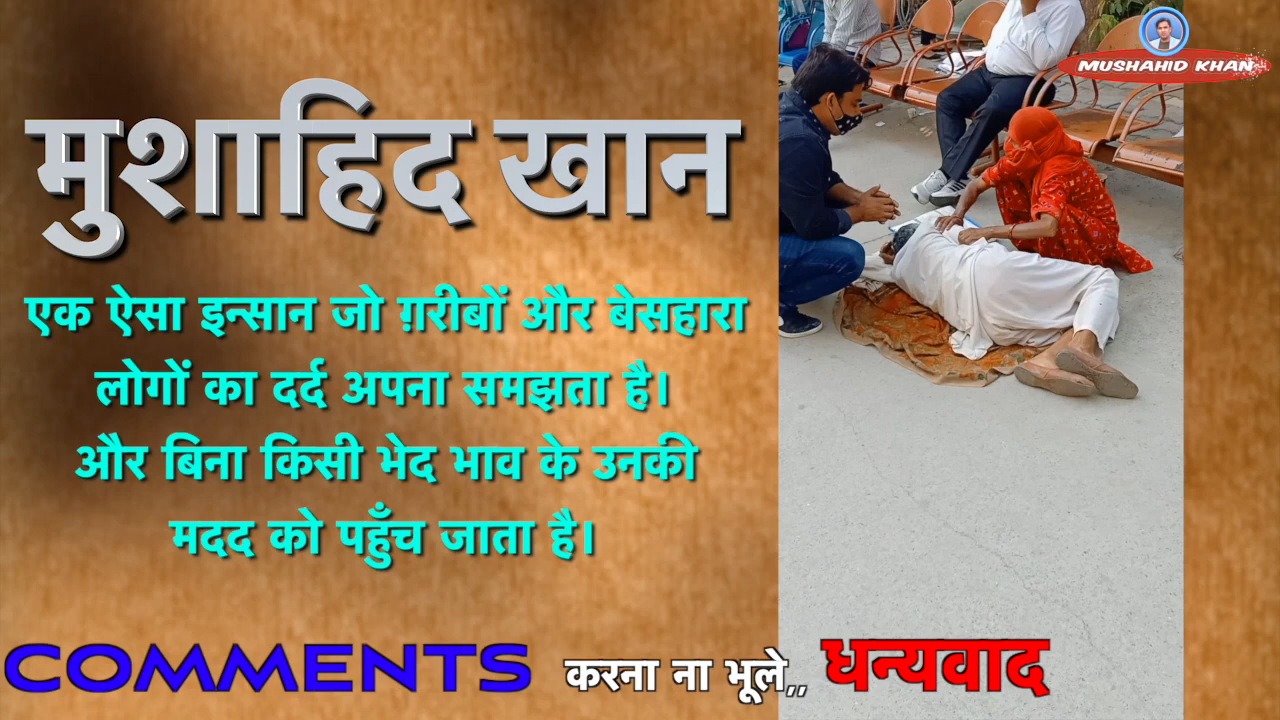 MUSHAHID KHAN
मुशाहिद खान
एक ऐसा इन्सान जो ग़रीबों और बेसहारा
लोगों का दर्द अपना समझता है।
और बिना किसी भेद भाव के उनकी
मदद को पहुँच जाता है।
COMMENTS करना ना भूले,, धन्यवाद